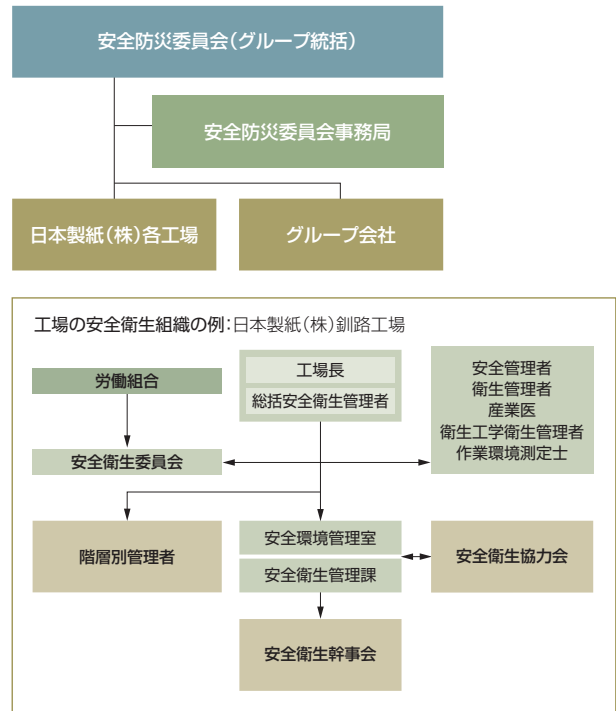 安全防災委員会(グループ統括)
安全防災委員会事務局
日本製紙(株)各工場
グループ会社
工場の安全衛生組織の例:日本製紙(株)釧路工場
労働組合
工場長
総括安全衛生管理者
安全管理者
衛生管理者
産業医
衛生工学衛生管理者
作業環境測定士
安全衛生委員会
階層別管理者
安全環境管理室
安全衛生管理課
安全衛生協力会
安全衛生幹事会